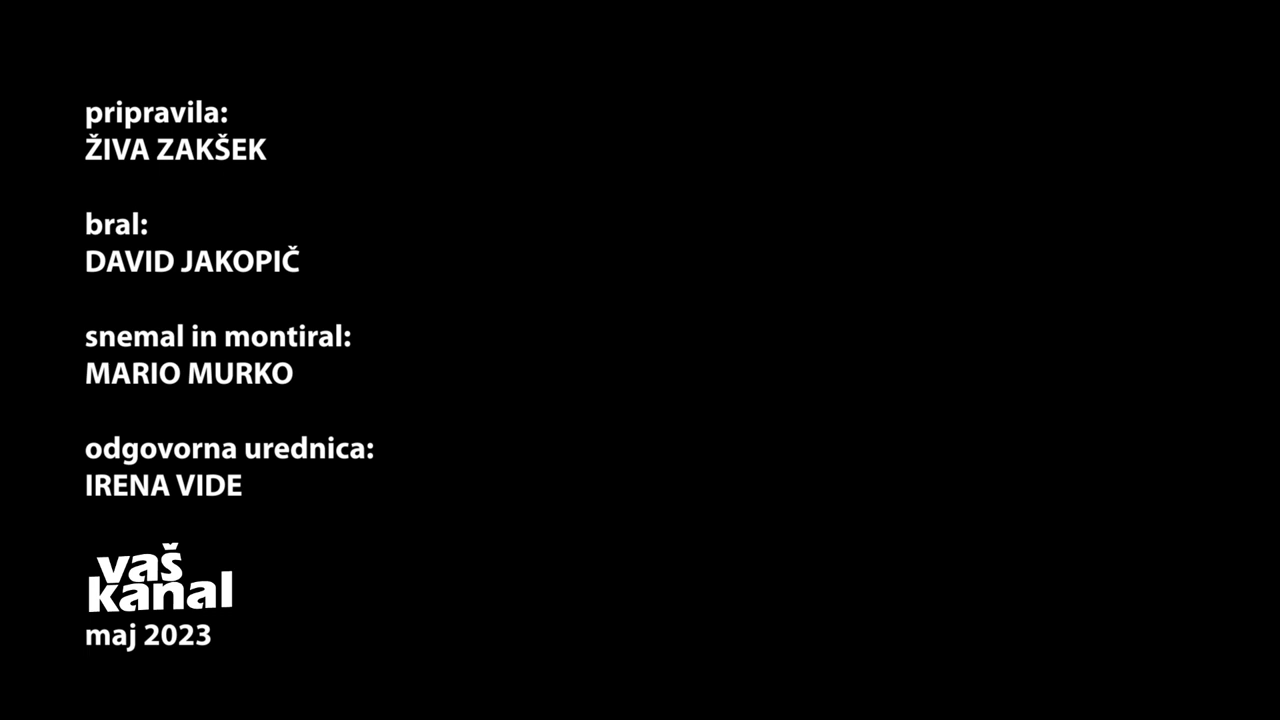 pripravila:
ŽIVA ZAKŠEK
bral:
DAVID JAKOPIČ
snemal in montiral:
MARIO MURKO
odgovorna urednica:
IRENA VIDE
vaš
kanal
maj 2023